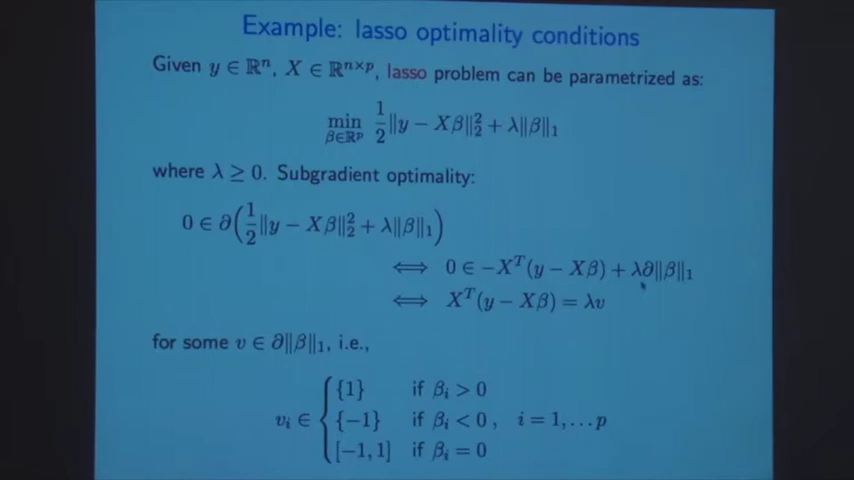 Example: lasso optimality conditions
Given y ∈ ℝⁿ, X ∈ ℝⁿˣᵖ, lasso problem can be parametrized as:
min_{β∈ℝᵖ} 1/2 ‖y − Xβ‖₂² + λ‖β‖₁
where λ ≥ 0. Subgradient optimality:
0 ∈ ∂(1/2 ‖y − Xβ‖₂² + λ‖β‖₁)
⟺ 0 ∈ −Xᵀ(y − Xβ) + λ∂‖β‖₁
⟺ Xᵀ(y − Xβ) = λv
for some v ∈ ∂‖β‖₁, i.e.,
{1} if βᵢ > 0
vᵢ ∈ { {−1} if βᵢ < 0 , i = 1, . . . p
[−1, 1] if βᵢ = 0